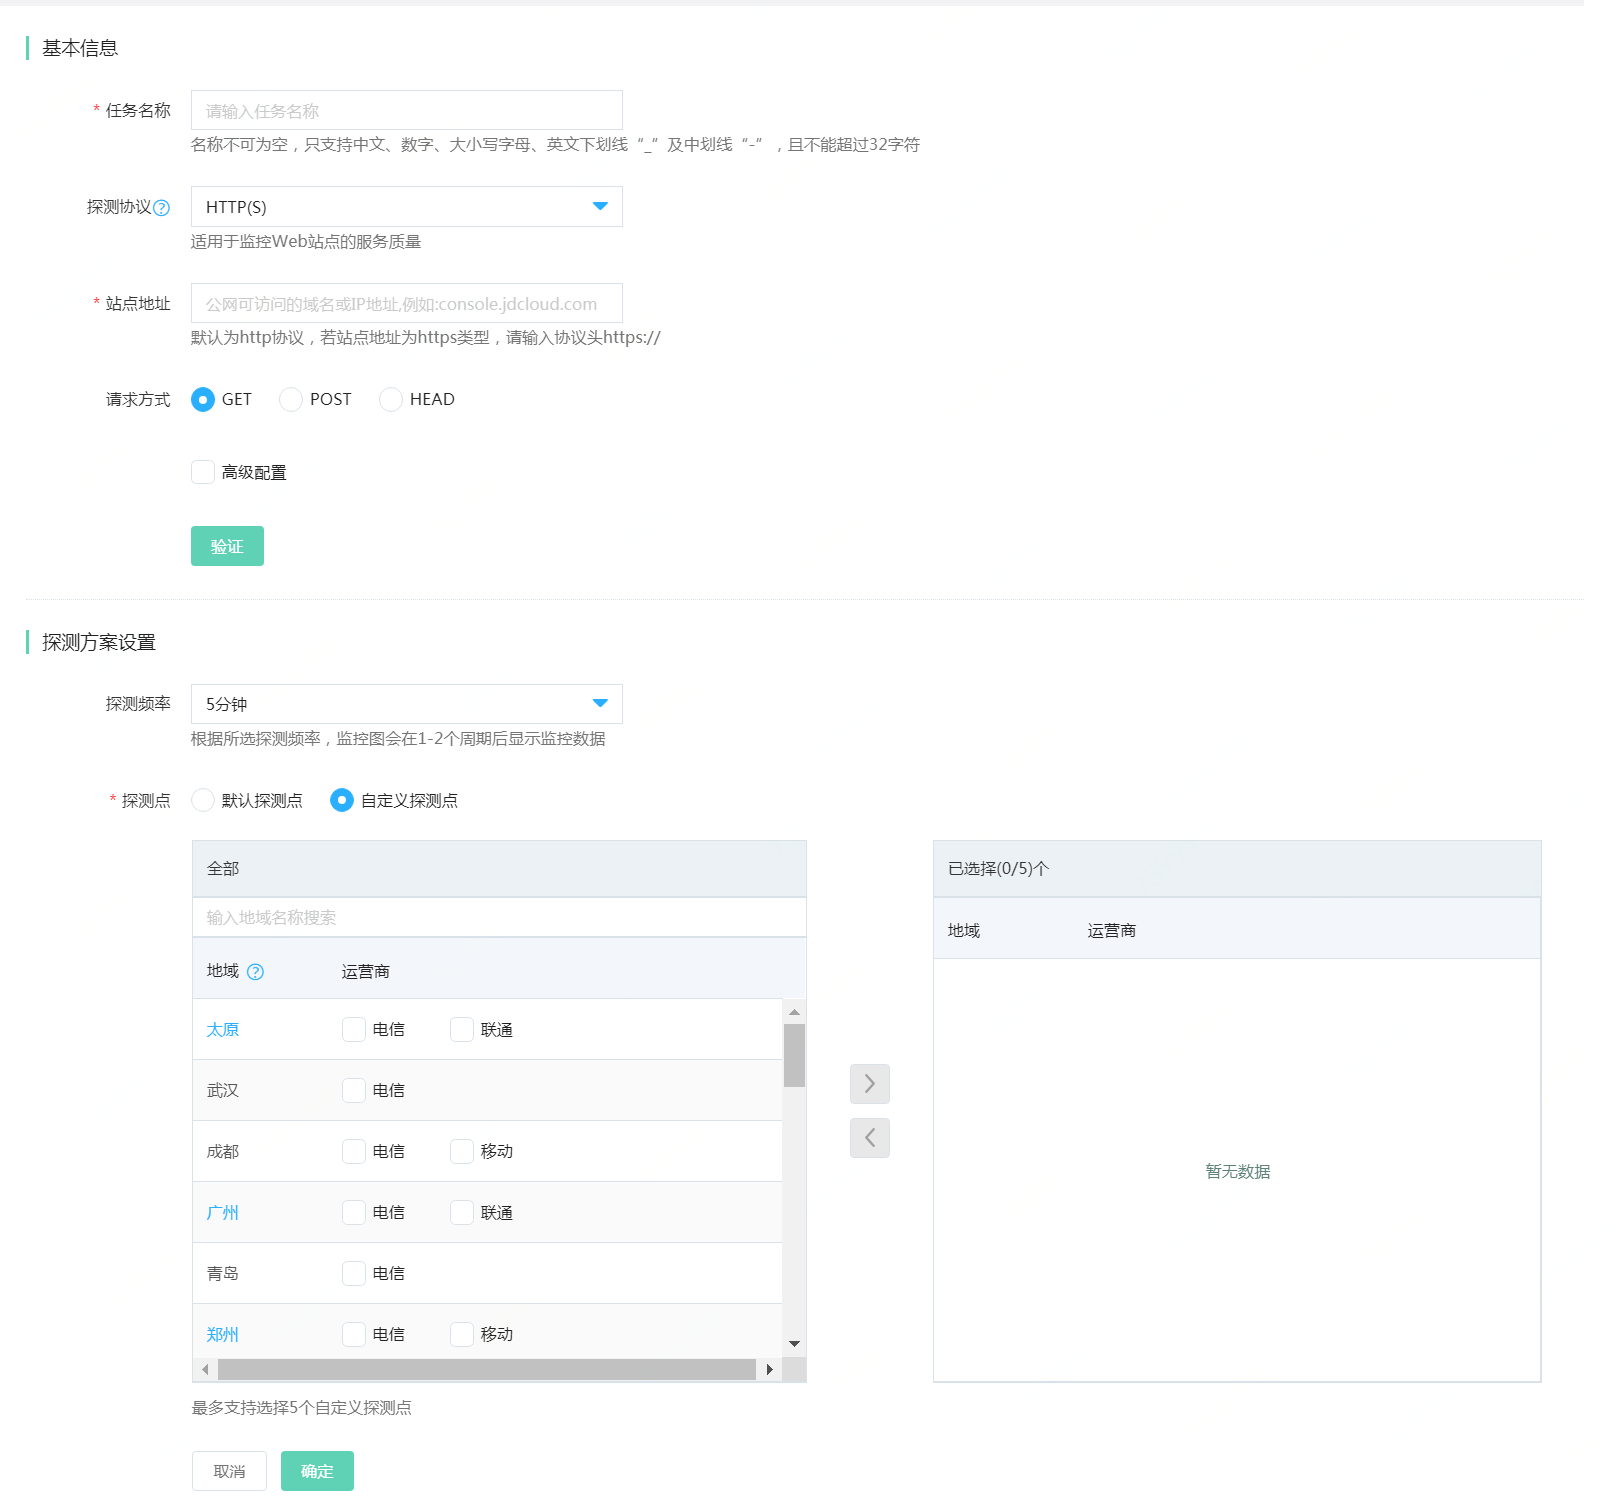 基本信息
* 任务名称 请输入任务名称
名称不可为空，只支持中文、数字、大小写字母、英文下划线“_”及中划线“-”，且不能超过32字符
探测协议? HTTP(S)
适用于监控Web站点的服务质量
* 站点地址 公网可访问的域名或IP地址,例如:console.jdcloud.com
默认为http协议，若站点地址为https类型，请输入协议头https://
请求方式 GET POST HEAD
高级配置
验证
探测方案设置
探测频率 5分钟
根据所选探测频率，监控图会在1-2个周期后显示监控数据
* 探测点 默认探测点 自定义探测点
全部
输入地域名称搜索
地域 ? 运营商
太原 电信 联通
武汉 电信
成都 电信 移动
广州 电信 联通
青岛 电信
郑州 电信 移动
已选择(0/5)个
地域 运营商
暂无数据
最多支持选择5个自定义探测点
取消 确定